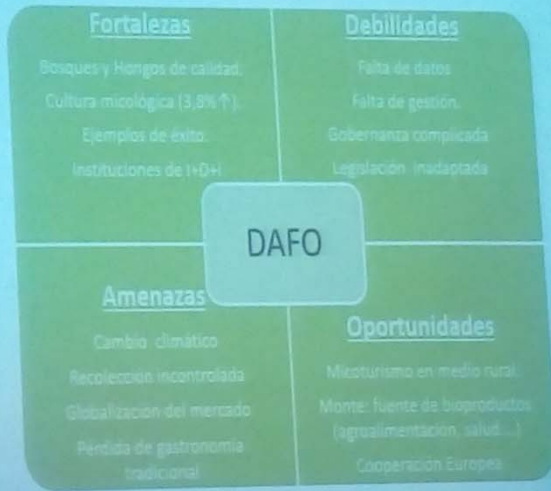 Fortalezas
Bosques y Hongos de calidad.
Cultura micológica (3,8%↑).
Ejemplos de éxito.
Instituciones de I+D+i
Debilidades
Falta de datos
Falta de gestión.
Gobernanza complicada
Legislación inadaptada
DAFO
Amenazas
Cambio climático
Recolección incontrolada
Globalización del mercado
Pérdida de gastronomía
tradicional
Oportunidades
Micoturismo en medio rural.
Monte: fuente de bioproductos
(agroalimentación, salud....)
Cooperación Europea